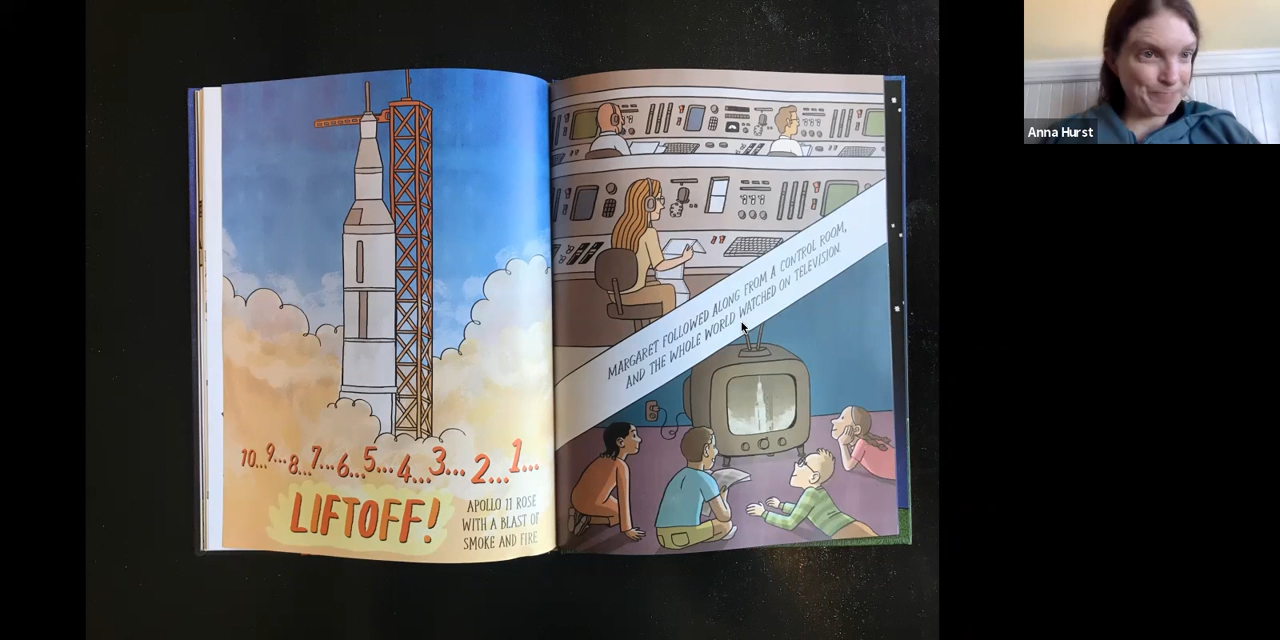 10...9...8...7...6...5...4...3...2...1...
LIFTOFF!
APOLLO 11 ROSE
WITH A BLAST OF
SMOKE AND FIRE
MARGARET FOLLOWED ALONG FROM A CONTROL ROOM,
AND THE WHOLE WORLD WATCHED ON TELEVISION.
Anna Hurst